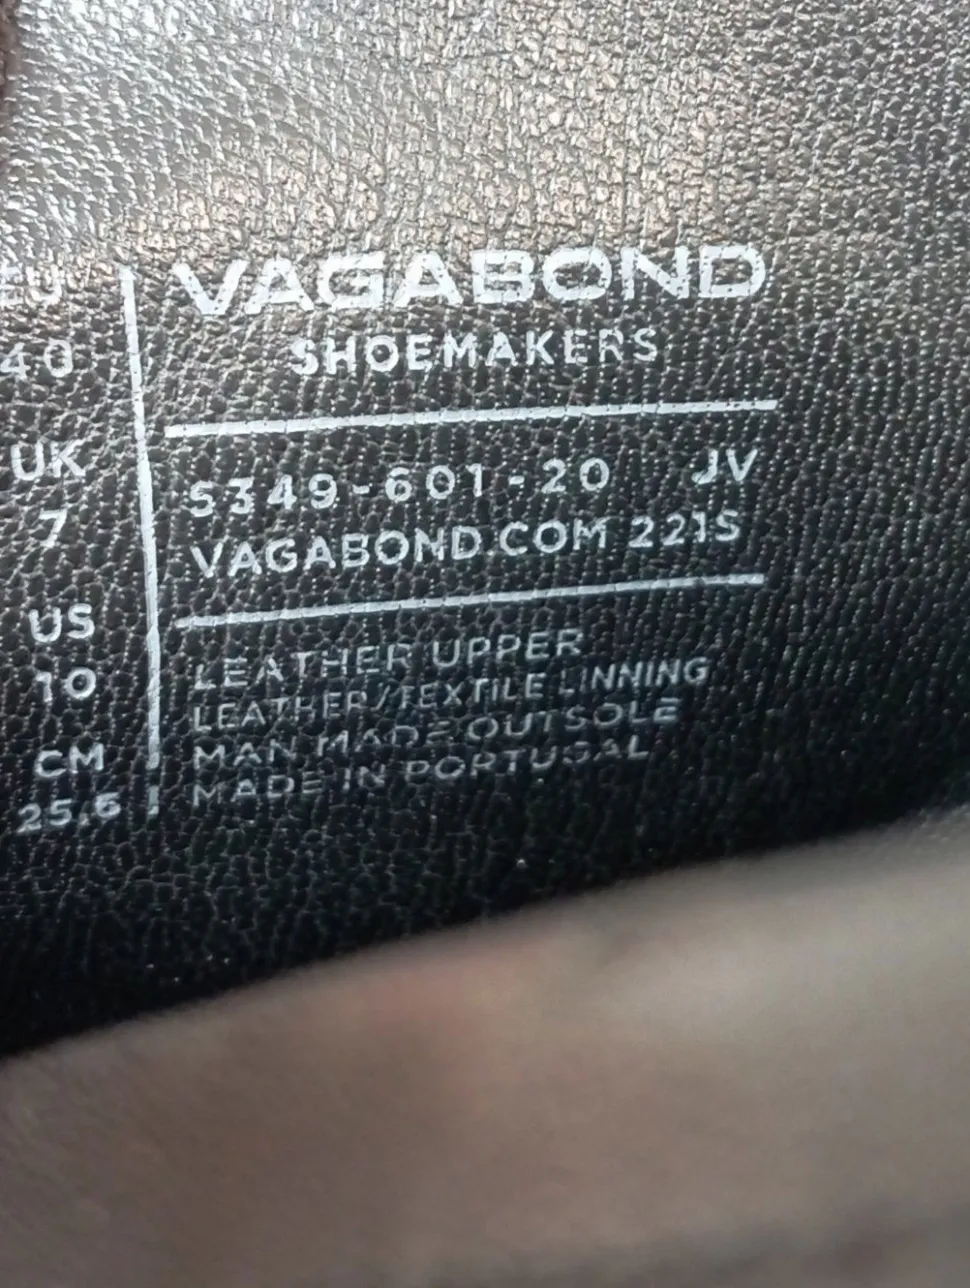 EU
40
UK
7
US
10
CM
25,6
VAGABOND
SHOEMAKERS
5349-601-20 JV
VAGABOND.COM 221S
LEATHER UPPER
LEATHER/TEXTILE LINNING
MAN MADE OUTSOLE
MADE IN PORTUGAL